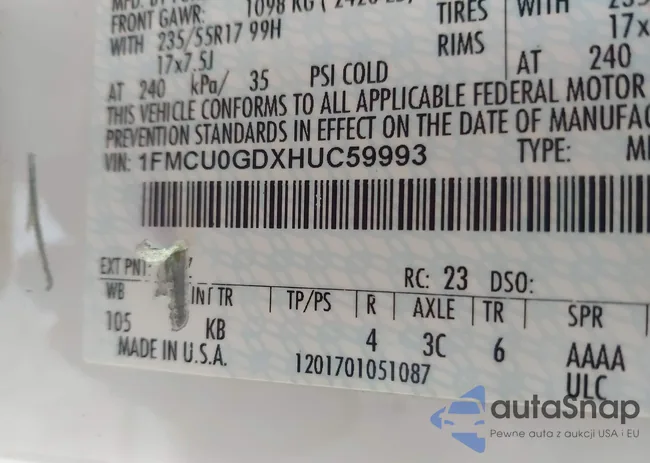 FRONT GAWR: 1098 KG
TIRES WITH
WITH 235/55R17 99H
RIMS 17x
17x7.5J
AT 240 kPa/ 35 PSI COLD
AT 240
THIS VEHICLE CONFORMS TO ALL APPLICABLE FEDERAL MOTOR
PREVENTION STANDARDS IN EFFECT ON THE DATE OF MANUFAC
VIN: 1FMCU0GDXHUC59993 TYPE:
EXT PNT: RC: 23 DSO:
WB INT TR TP/PS R AXLE TR SPR
105 KB 4 3C 6 AAAA
MADE IN U.S.A. 1201701051087 ULC
autaSnap
Pewne auta z aukcji USA i EU